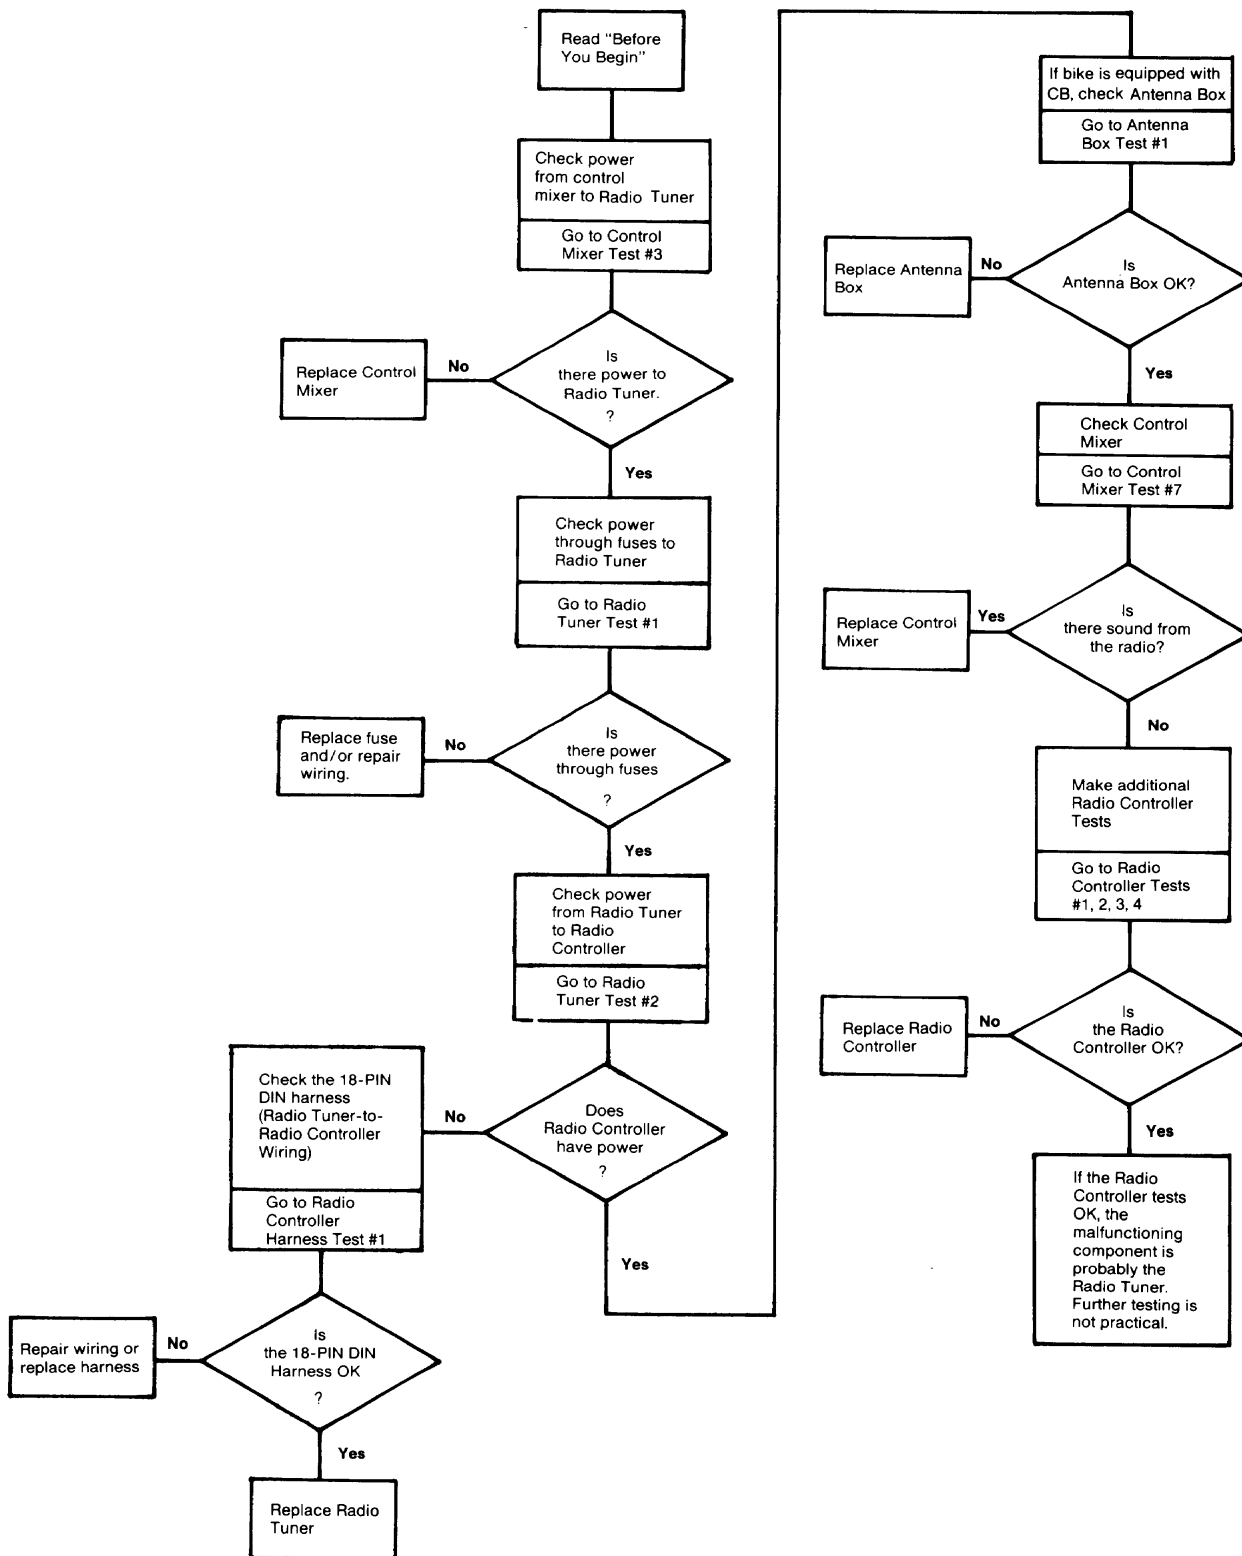 Read "Before
You Begin"
Check power
from control
mixer to Radio Tuner
Go to Control
Mixer Test #3
Is
there power to
Radio Tuner.
?
No
Replace Control
Mixer
Yes
Check power
through fuses to
Radio Tuner
Go to Radio
Tuner Test #1
Is
there power
through fuses
?
No
Replace fuse
and/or repair
wiring.
Yes
Check power
from Radio Tuner
to Radio
Controller
Go to Radio
Tuner Test #2
Does
Radio Controller
have power
?
No
Check the 18-PIN
DIN harness
(Radio Tuner-to-
Radio Controller
Wiring)
Go to Radio
Controller
Harness Test #1
Is
the 18-PIN DIN
Harness OK
?
No
Repair wiring or
replace harness
Yes
Replace Radio
Tuner
Yes
If bike is equipped with
CB, check Antenna Box
Go to Antenna
Box Test #1
Is
Antenna Box OK?
No
Replace Antenna
Box
Yes
Check Control
Mixer
Go to Control
Mixer Test #7
Is
there sound from
the radio?
Yes
Replace Control
Mixer
No
Make additional
Radio Controller
Tests
Go to Radio
Controller Tests
#1, 2, 3, 4
Is
the Radio
Controller OK?
No
Replace Radio
Controller
Yes
If the Radio
Controller tests
OK, the
malfunctioning
component is
probably the
Radio Tuner.
Further testing is
not practical.